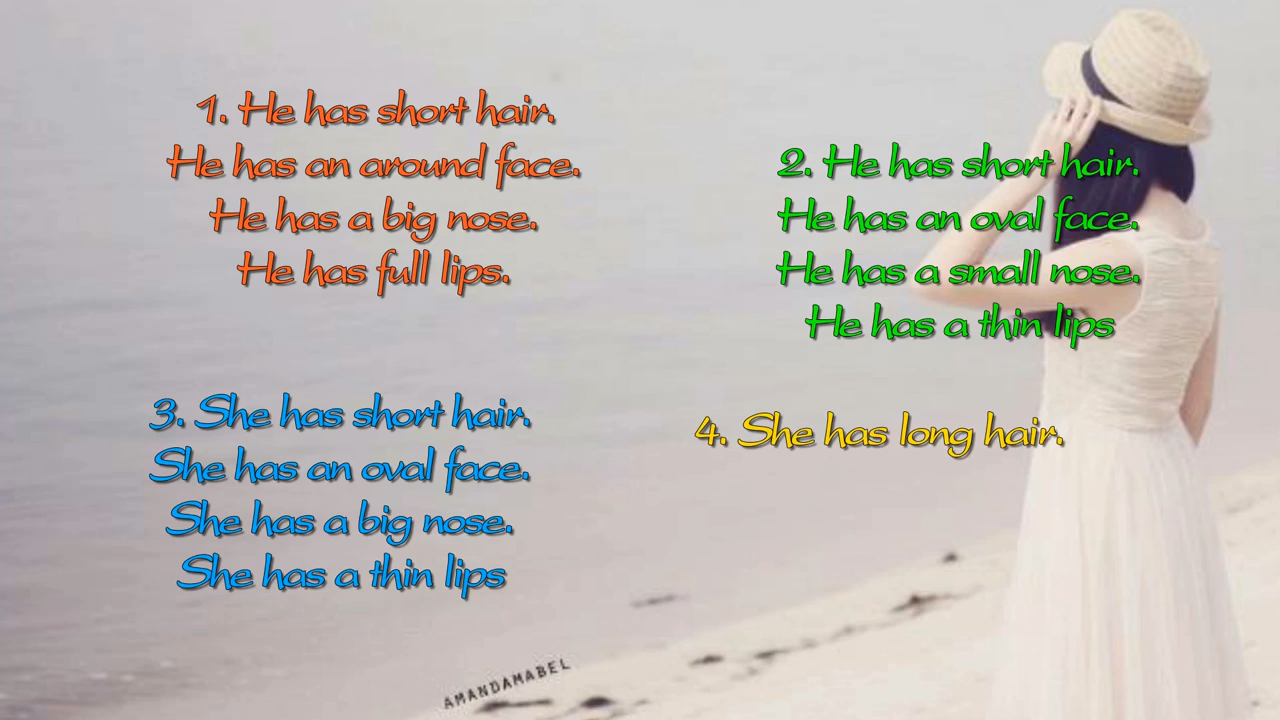 1. He has short hair.
He has an around face.
He has a big nose.
He has full lips.
2. He has short hair.
He has an oval face.
He has a small nose.
He has a thin lips
3. She has short hair.
She has an oval face.
She has a big nose.
She has a thin lips
4. She has long hair.
AMANDAMABEL